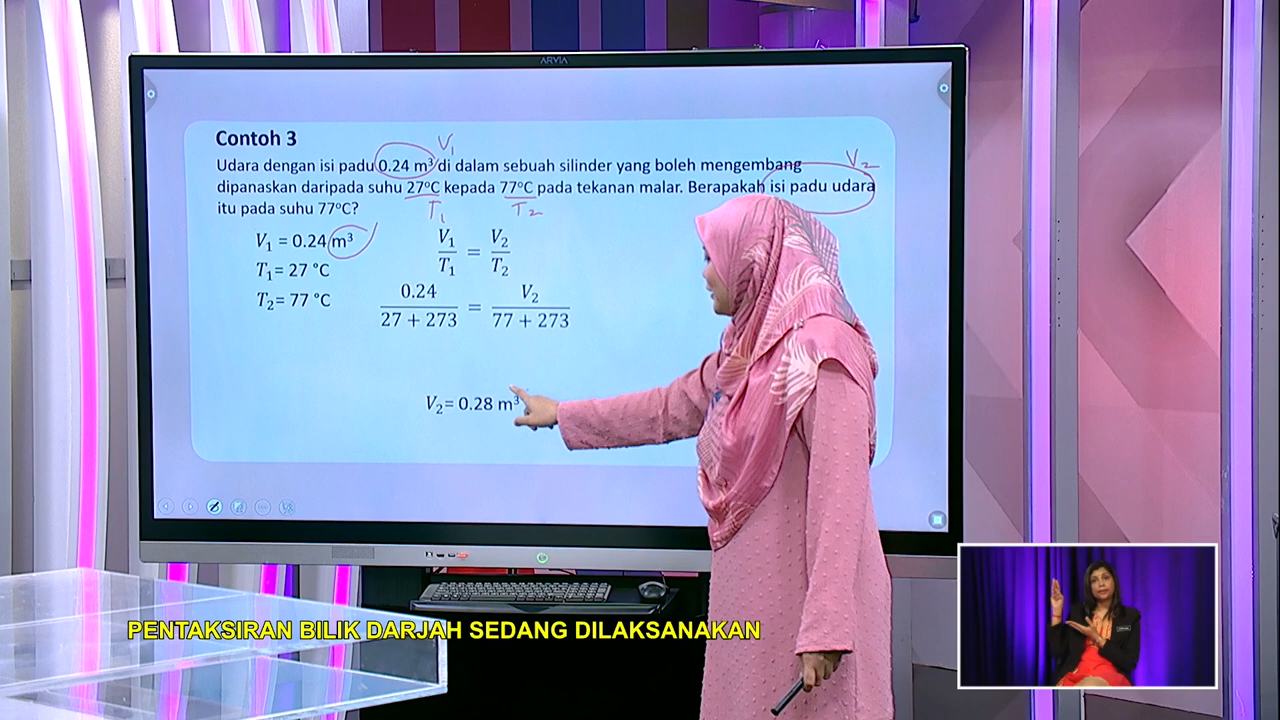 ARVIA
Contoh 3
V₁
Udara dengan isi padu 0.24 m³ di dalam sebuah silinder yang boleh mengembang
V₂
dipanaskan daripada suhu 27°C kepada 77°C pada tekanan malar. Berapakah isi padu udara
T₁ T₂
itu pada suhu 77°C?
V₁ = 0.24 m³
T₁= 27 °C
T₂= 77 °C
V₁/T₁ = V₂/T₂
0.24/(27 + 273) = V₂/(77 + 273)
V₂= 0.28 m³
PENTAKSIRAN BILIK DARJAH SEDANG DILAKSANAKAN